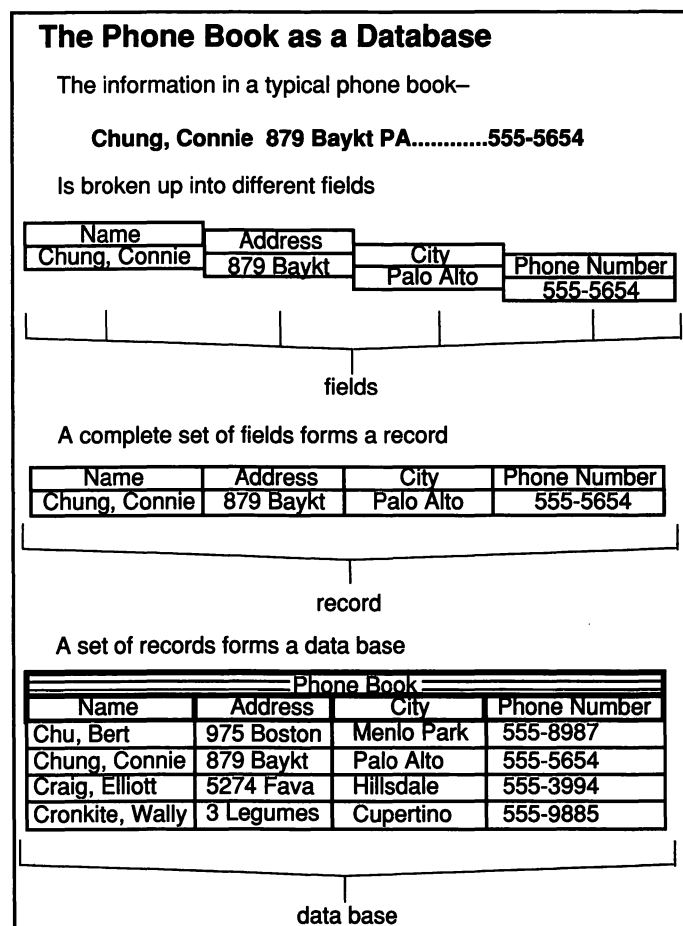 The Phone Book as a Database
The information in a typical phone book–
Chung, Connie 879 Baykt PA............555-5654
Is broken up into different fields
Name Address City Phone Number
Chung, Connie 879 Baykt Palo Alto 555-5654
fields
A complete set of fields forms a record
Name Address City Phone Number
Chung, Connie 879 Baykt Palo Alto 555-5654
record
A set of records forms a data base
Phone Book
Name Address City Phone Number
Chu, Bert 975 Boston Menlo Park 555-8987
Chung, Connie 879 Baykt Palo Alto 555-5654
Craig, Elliott 5274 Fava Hillsdale 555-3994
Cronkite, Wally 3 Legumes Cupertino 555-9885
data base